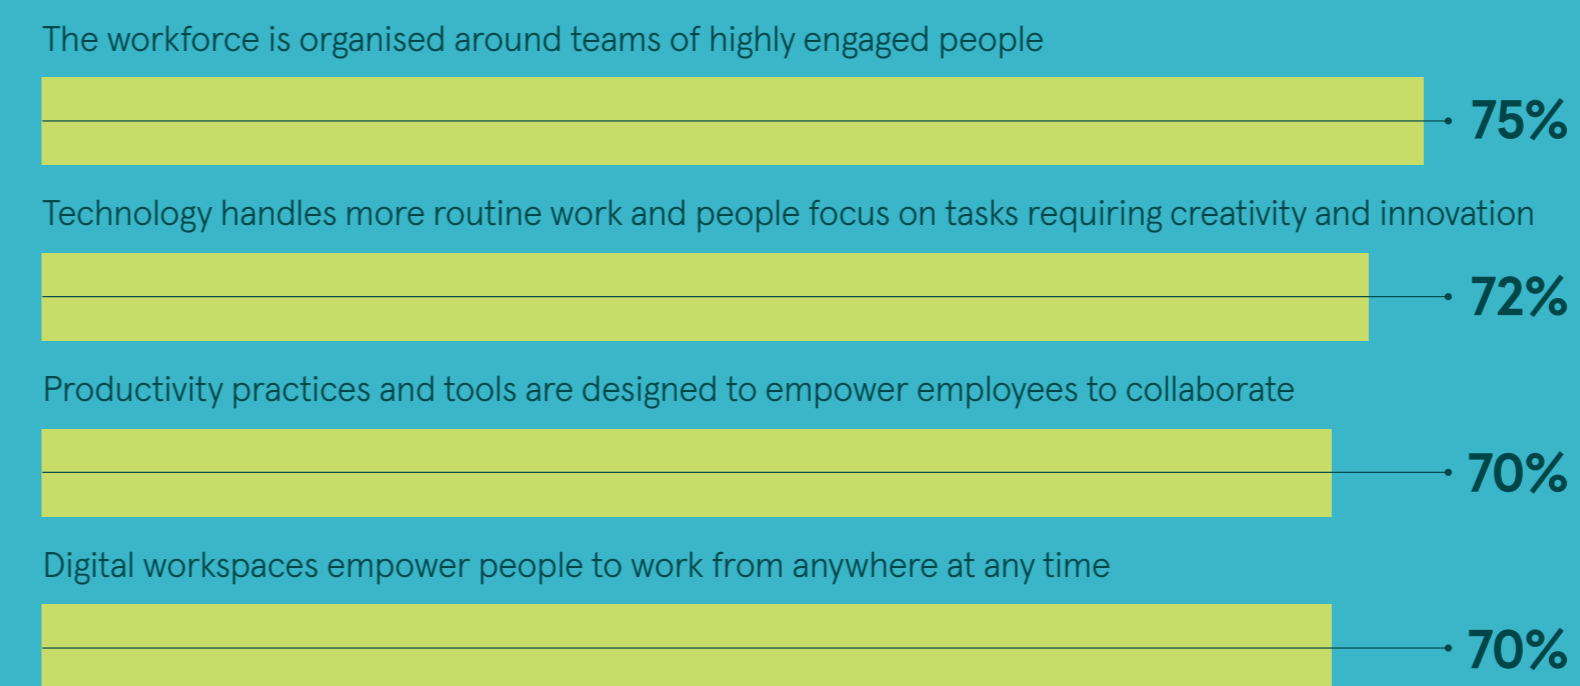 The workforce is organised around teams of highly engaged people
75%
Technology handles more routine work and people focus on tasks requiring creativity and innovation
72%
Productivity practices and tools are designed to empower employees to collaborate
70%
Digital workspaces empower people to work from anywhere at any time
70%